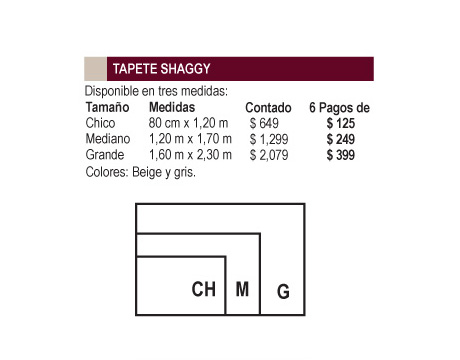 TAPETE SHAGGY
Disponible en tres medidas:
Tamaño Medidas Contado 6 Pagos de
Chico 80 cm x 1,20 m $ 649 $ 125
Mediano 1,20 m x 1,70 m $ 1,299 $ 249
Grande 1,60 m x 2,30 m $ 2,079 $ 399
Colores: Beige y gris.
CH M G